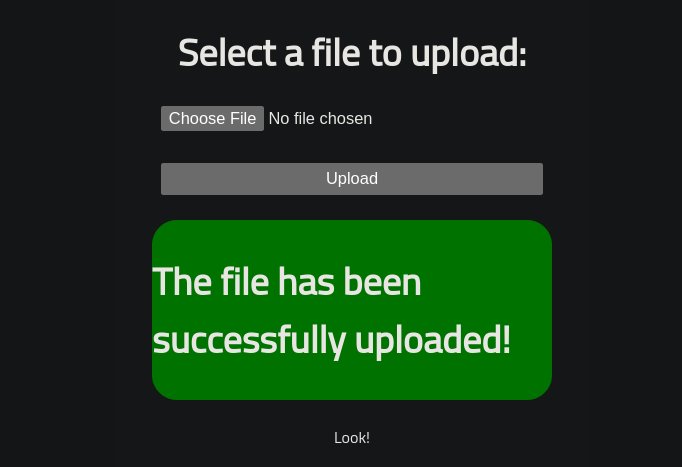 Select a file to upload:
Choose File No file chosen
Upload
The file has been
successfully uploaded!
Look!